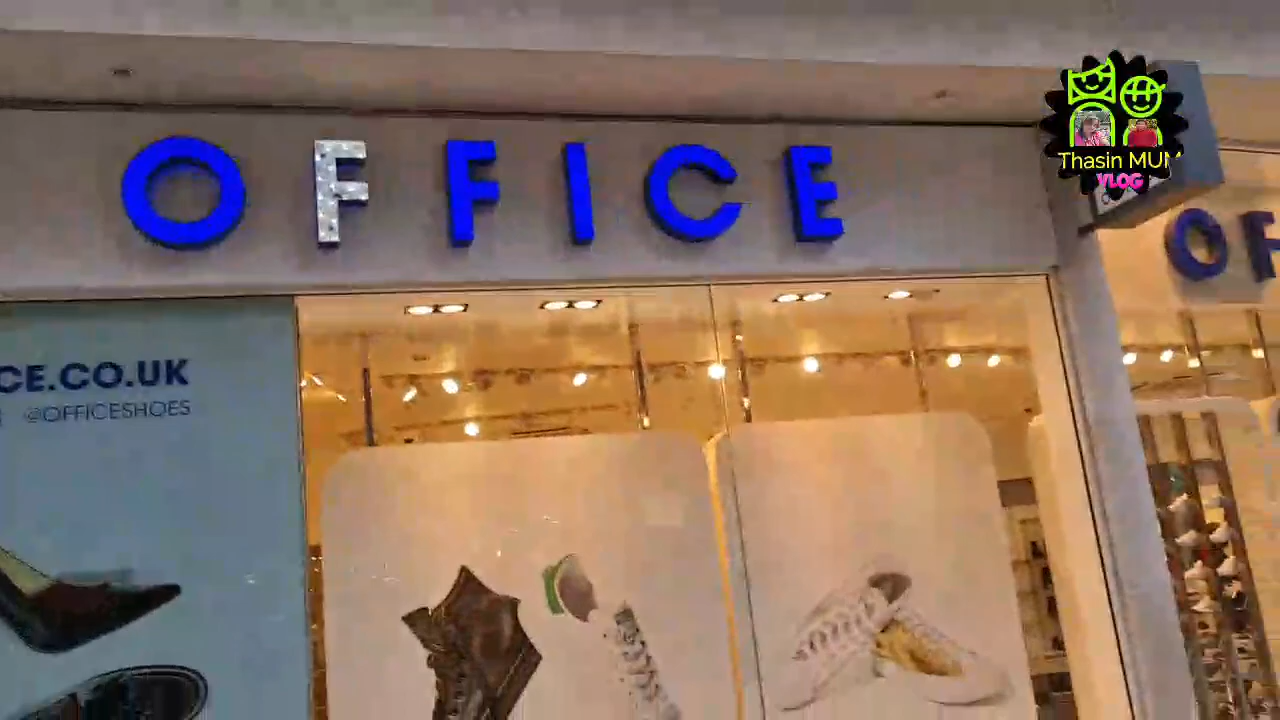 OFFICE
Thasin MUM
VLOG
OF
CE.CO.UK
@OFFICESHOES